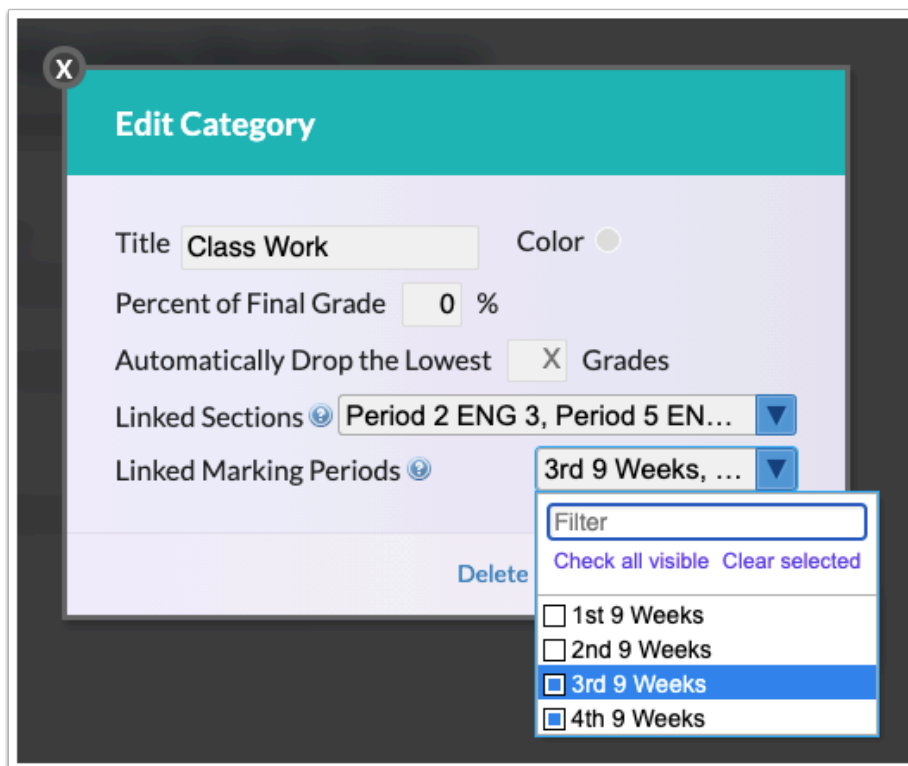 X
Edit Category
Title Class Work Color
Percent of Final Grade 0 %
Automatically Drop the Lowest X Grades
Linked Sections ? Period 2 ENG 3, Period 5 EN...
Linked Marking Periods ? 3rd 9 Weeks, ...
Filter
Check all visible Clear selected
Delete
1st 9 Weeks
2nd 9 Weeks
3rd 9 Weeks
4th 9 Weeks